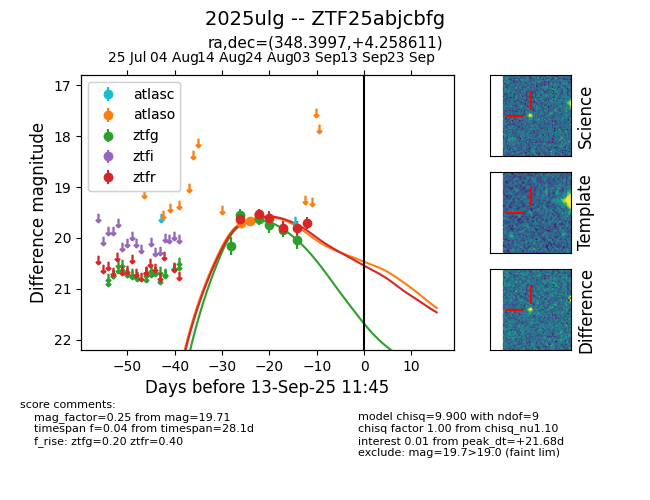 2025ulg -- ZTF25abjcbfg
ra,dec=(348.3997,+4.258611)
25 Jul 04 Aug 14 Aug 24 Aug 03 Sep 13 Sep 23 Sep
17
18
19
20
21
22
Difference magnitude
atlasc
atlaso
ztfg
ztfi
ztfr
−50 −40 −30 −20 −10 0 10
Days before 13-Sep-25 11:45
Science
Template
Difference
score comments:
mag_factor=0.25 from mag=19.71
timespan f=0.04 from timespan=28.1d
f_rise: ztfg=0.20 ztfr=0.40
model chisq=9.900 with ndof=9
chisq factor 1.00 from chisq_nu1.10
interest 0.01 from peak_dt=+21.68d
exclude: mag=19.7>19.0 (faint lim)